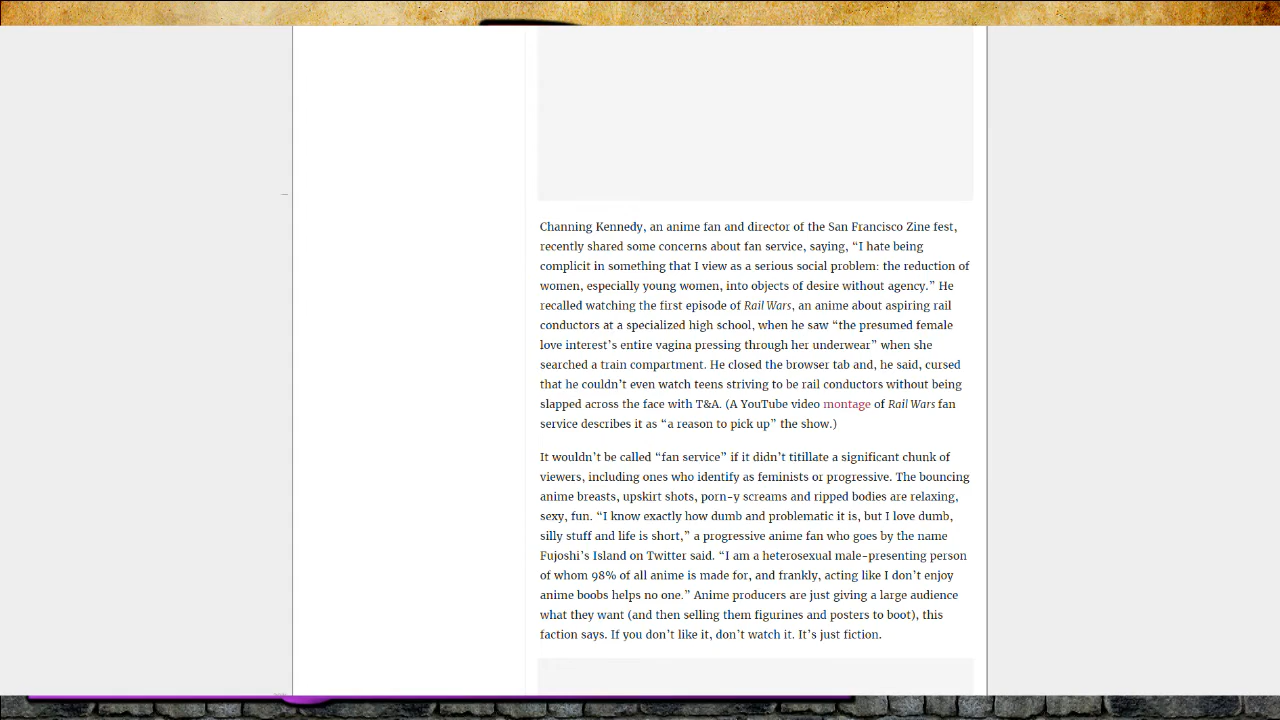 Channing Kennedy, an anime fan and director of the San Francisco Zine fest,
recently shared some concerns about fan service, saying, “I hate being
complicit in something that I view as a serious social problem: the reduction of
women, especially young women, into objects of desire without agency.” He
recalled watching the first episode of Rail Wars, an anime about aspiring rail
conductors at a specialized high school, when he saw “the presumed female
love interest’s entire vagina pressing through her underwear” when she
searched a train compartment. He closed the browser tab and, he said, cursed
that he couldn’t even watch teens striving to be rail conductors without being
slapped across the face with T&A. (A YouTube video montage of Rail Wars fan
service describes it as “a reason to pick up” the show.)
It wouldn’t be called “fan service” if it didn’t titillate a significant chunk of
viewers, including ones who identify as feminists or progressive. The bouncing
anime breasts, upskirt shots, porn-y screams and ripped bodies are relaxing,
sexy, fun. “I know exactly how dumb and problematic it is, but I love dumb,
silly stuff and life is short,” a progressive anime fan who goes by the name
Fujoshi’s Island on Twitter said. “I am a heterosexual male-presenting person
of whom 98% of all anime is made for, and frankly, acting like I don’t enjoy
anime boobs helps no one.” Anime producers are just giving a large audience
what they want (and then selling them figurines and posters to boot), this
faction says. If you don’t like it, don’t watch it. It’s just fiction.